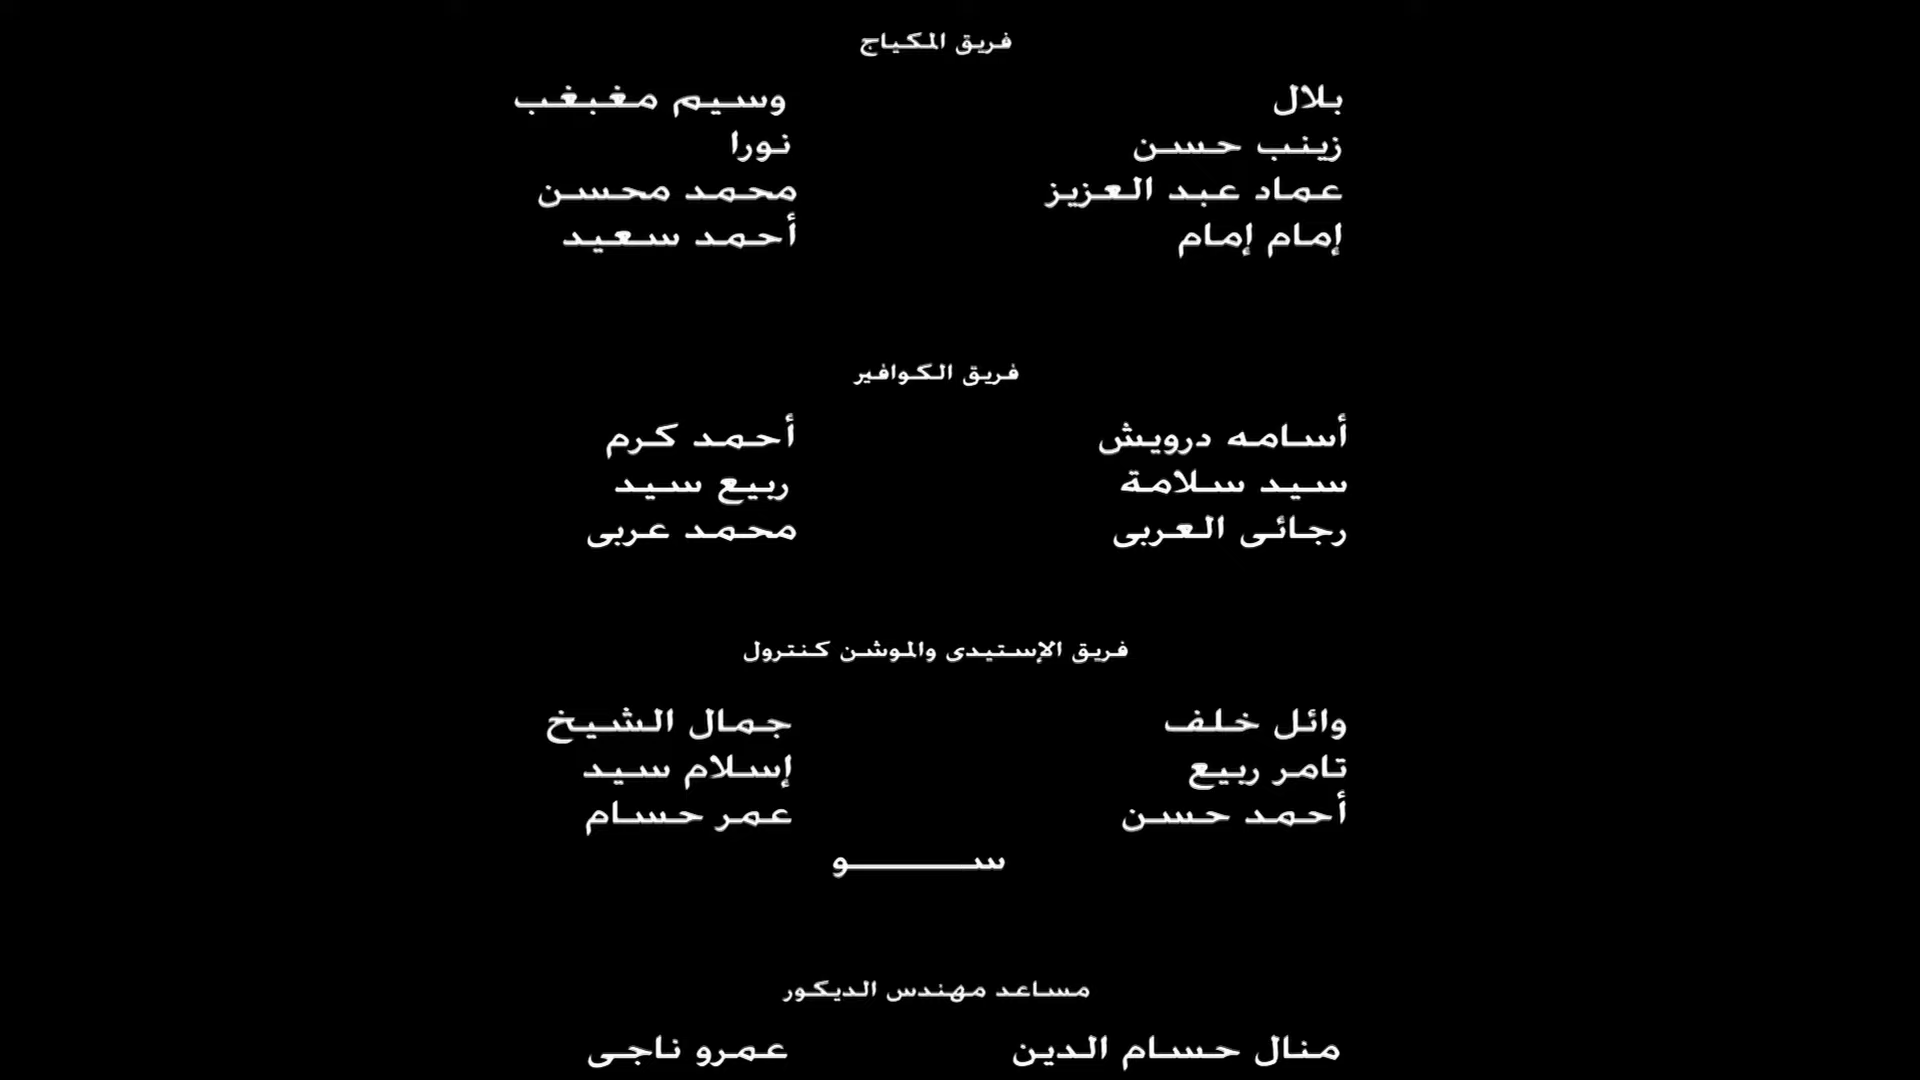 فريق المكياج
بلال وسيم مغبغب
زينب حسن نورا
عماد عبد العزيز محمد محسن
إمام إمام أحمد سعيد
فريق الكوافير
أسامه درويش أحمد كرم
سيد سلامة ربيع سيد
رجائى العربى محمد عربى
فريق الإستيدى والموشن كنترول
وائل خلف جمال الشيخ
تامر ربيع إسلام سيد
أحمد حسن عمر حسام
ســـــــــو
مساعد مهندس الديكور
منال حسام الدين عمرو ناجى